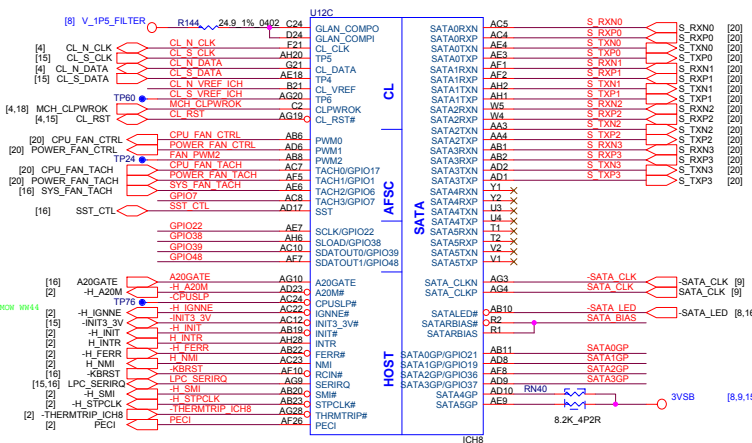 U12C
[8] V_1P5_FILTER R144 24.9 1% 0402 C24 GLAN_COMPO SATA0RXN AC5 S_RXN0 S_RXN0 [20]
D24 GLAN_COMPI SATA0RXP AC4 S_RXP0 S_RXP0 [20]
[4] CL_N_CLK CL_N_CLK F21 CL_CLK SATA0TXN AE4 S_TXN0 S_TXN0 [20]
[15] CL_S_CLK CL_S_CLK AH20 TP5 SATA0TXP AE3 S_TXP0 S_TXP0 [20]
[4] CL_N_DATA CL_N_DATA G21 CL_DATA SATA1RXN AF1 S_RXN1 S_RXN1 [20]
[15] CL_S_DATA CL_S_DATA AE18 TP4 SATA1RXP AF2 S_RXP1 S_RXP1 [20]
CL_N_VREF_ICH B21 CL_VREF SATA1TXN AH2 S_TXN1 S_TXN1 [20]
TP60 CL_S_VREF_ICH AG20 TP6 SATA1TXP AH1 S_TXP1 S_TXP1 [20]
[4,18] MCH_CLPWROK MCH_CLPWROK C2 CLPWROK SATA2RXN W5 S_RXN2 S_RXN2 [20]
[4,15] CL_RST CL_RST AG19 CL_RST# SATA2RXP W4 S_RXP2 S_RXP2 [20]
CL
SATA2TXN AA3 S_TXN2 S_TXN2 [20]
[20] CPU_FAN_CTRL CPU_FAN_CTRL AB6 PWM0 SATA2TXP AA4 S_TXP2 S_TXP2 [20]
[20] POWER_FAN_CTRL POWER_FAN_CTRL AD6 PWM1 SATA3RXN AB1 S_RXN3 S_RXN3 [20]
TP24 FAN_PWM2 AB8 PWM2 SATA3RXP AB2 S_RXP3 S_RXP3 [20]
[20] CPU_FAN_TACH CPU_FAN_TACH AC7 TACH0/GPIO17 SATA3TXN AD2 S_TXN3 S_TXN3 [20]
[20] POWER_FAN_TACH POWER_FAN_TACH AF5 TACH1/GPIO1 SATA3TXP AD1 S_TXP3 S_TXP3 [20]
[16] SYS_FAN_TACH SYS_FAN_TACH AE6 TACH2/GPIO6 SATA4RXN Y1
GPIO7 AC8 TACH3/GPIO7 SATA4RXP Y2
[16] SST_CTL SST_CTL AD17 SST SATA4TXN U3
AFSC
SATA
SATA4TXP U4
GPIO22 AE7 SCLK/GPIO22 SATA5RXN T1
GPIO38 AH6 SLOAD/GPIO38 SATA5RXP T2
GPIO39 AC10 SDATOUT0/GPIO39 SATA5TXN V2
GPIO48 AF7 SDATOUT1/GPIO48 SATA5TXP V1
[16] A20GATE A20GATE AG10 A20GATE SATA_CLKN AG3 -SATA_CLK -SATA_CLK [9]
[2] -H_A20M -H_A20M AD23 A20M# SATA_CLKP AG4 SATA_CLK SATA_CLK [9]
TP76 -CPUSLP AC24 CPUSLP#
[2] -H_IGNNE -H_IGNNE AC22 IGNNE# SATALED# AB10 -SATA_LED -SATA_LED [8,16
[15] -INIT3_3V -INIT3_3V AC12 INIT3_3V# SATARBIAS# R2 SATA_BIAS
[2] -H_INIT -H_INIT AB19 INIT# SATARBIAS R1
[2] H_INTR H_INTR AH28 INTR
[2] -H_FERR -H_FERR AB22 FERR# SATA0GP/GPIO21 AB11 SATA0GP
[2] H_NMI H_NMI AC23 NMI SATA1GP/GPIO19 AD8 SATA1GP
[16] -KBRST -KBRST AF10 RCIN# SATA2GP/GPIO36 AF8 SATA2GP
[15,16] LPC_SERIRQ LPC_SERIRQ AG9 SERIRQ SATA3GP/GPIO37 AD9 SATA3GP
[2] -H_SMI -H_SMI AB20 SMI# SATA4GP AD10 RN40
[2] -H_STPCLK -H_STPCLK AB23 STPCLK# SATA5GP AE9 3VSB [8,9,15
[2] -THERMTRIP_ICH8 -THERMTRIP_ICH8 AG28 THRMTRIP#
[2] PECI PECI AF26 PECI 8.2K_4P2R
HOST
ICH8